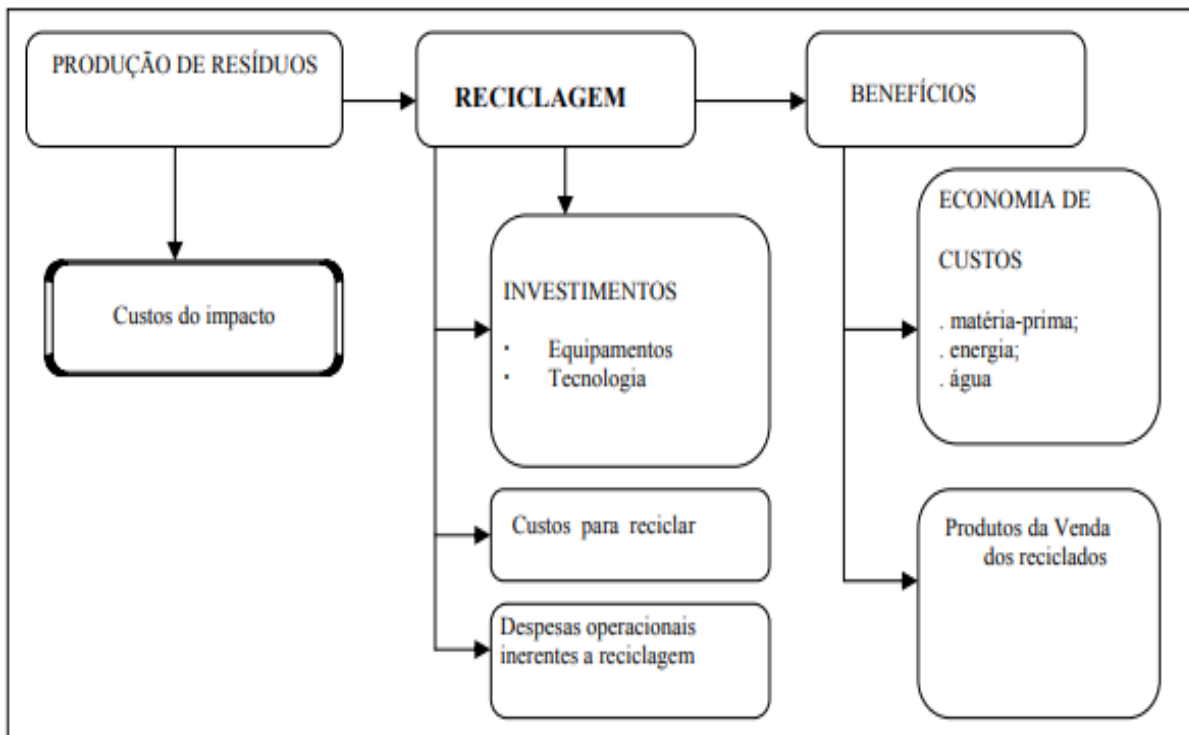 PRODUÇÃO DE RESÍDUOS
RECICLAGEM
BENEFÍCIOS
Custos do impacto
INVESTIMENTOS
· Equipamentos
· Tecnologia
Custos para reciclar
Despesas operacionais
inerentes a reciclagem
ECONOMIA DE
CUSTOS
. matéria-prima;
. energia;
. água
Produtos da Venda
dos reciclados